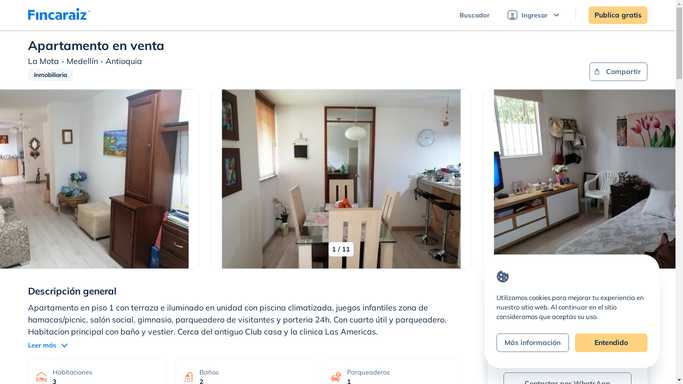 Fincaraiz
Buscador
Ingresar
Publica gratis
Apartamento en venta
La Mota - Medellín - Antioquia
Inmobiliaria
Compartir
1 / 11
Descripción general
Apartamento en piso 1 con terraza e iluminado en unidad con piscina climatizada, juegos infantiles zona de
hamacas/picnic, salón social, gimnasio, parqueadero de visitantes y porteria 24h. Con cuarto útil y parqueadero.
Habitacion principal con baño y vestier. Cerca del antiguo Club casa y la clinica Las Americas.
Leer más
Habitaciones
3
Baños
2
Parqueaderos
1
Utilizamos cookies para mejorar tu experiencia en
nuestro sitio web. Al continuar en el sitio
consideramos que aceptas su uso.
Más información
Entendido
Contactar por WhatsApp